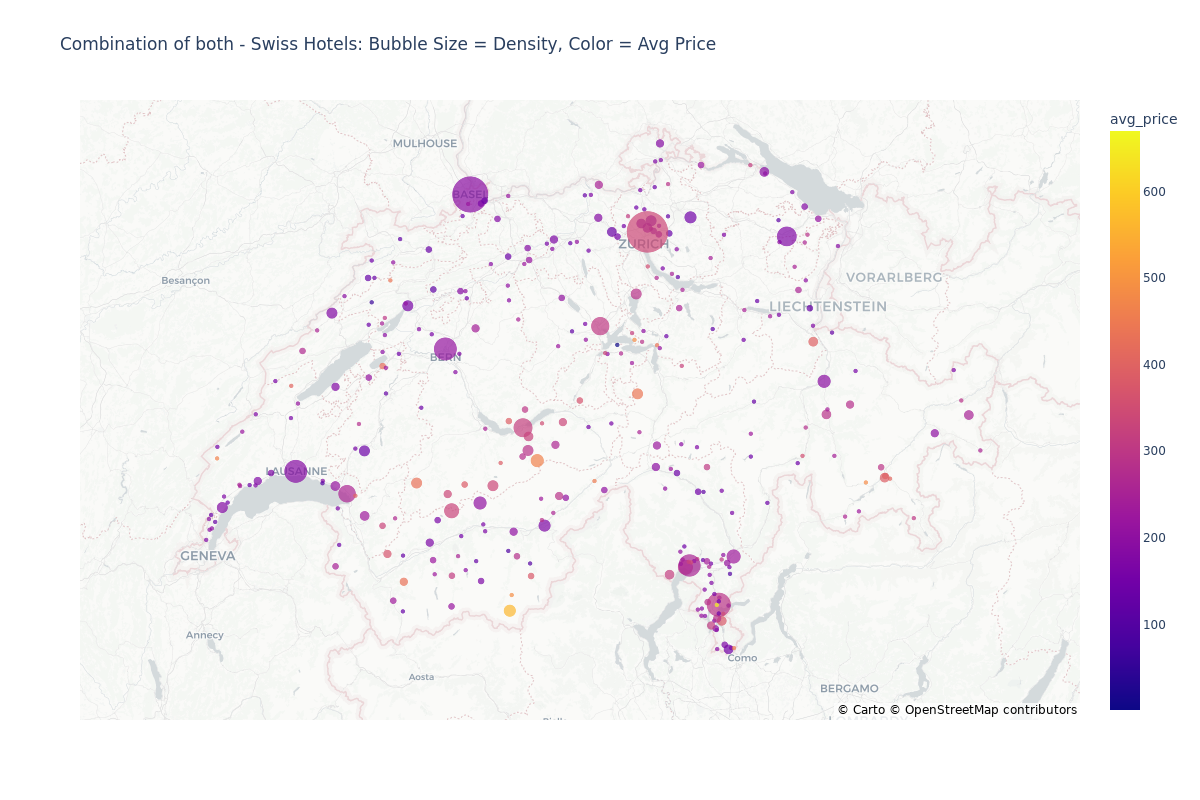 Combination of both - Swiss Hotels: Bubble Size = Density, Color = Avg Price
avg_price
MULHOUSE
BASEL
ZURICH
Besançon
VORARLBERG
LIECHTENSTEIN
BERN
LAUSANNE
GENEVA
Annecy
Aosta
Como
BERGAMO
600
500
400
300
200
100
© Carto © OpenStreetMap contributors